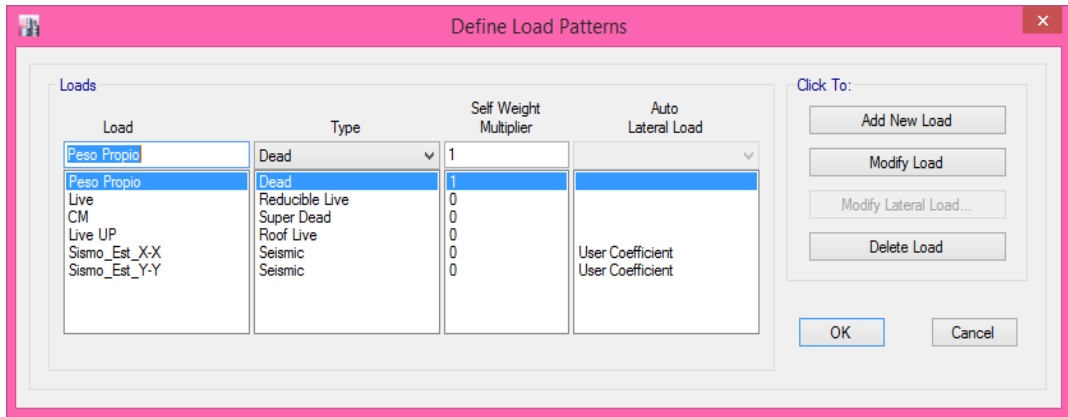 Define Load Patterns
Loads
Click To:
Load Type Self Weight Multiplier Auto Lateral Load
Peso Propio Dead 1
Peso Propio Dead 1
Live Reducible Live 0
CM Super Dead 0
Live UP Roof Live 0
Sismo_Est_X-X Seismic 0 User Coefficient
Sismo_Est_Y-Y Seismic 0 User Coefficient
Add New Load
Modify Load
Modify Lateral Load...
Delete Load
OK Cancel